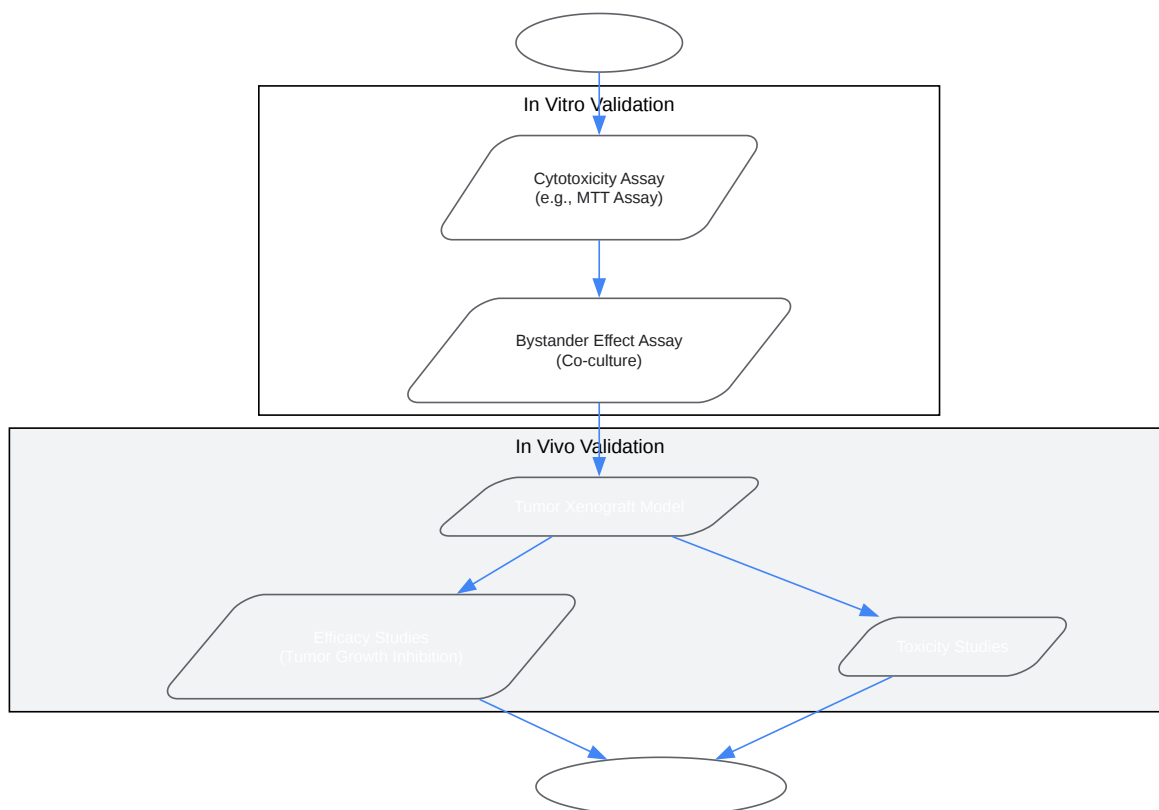 In Vitro Validation
Cytotoxicity Assay
(e.g., MTT Assay)
Bystander Effect Assay
(Co-culture)
In Vivo Validation
Tumor Xenograft Model
Efficacy Studies
(Tumor Growth Inhibition)
Toxicity Studies